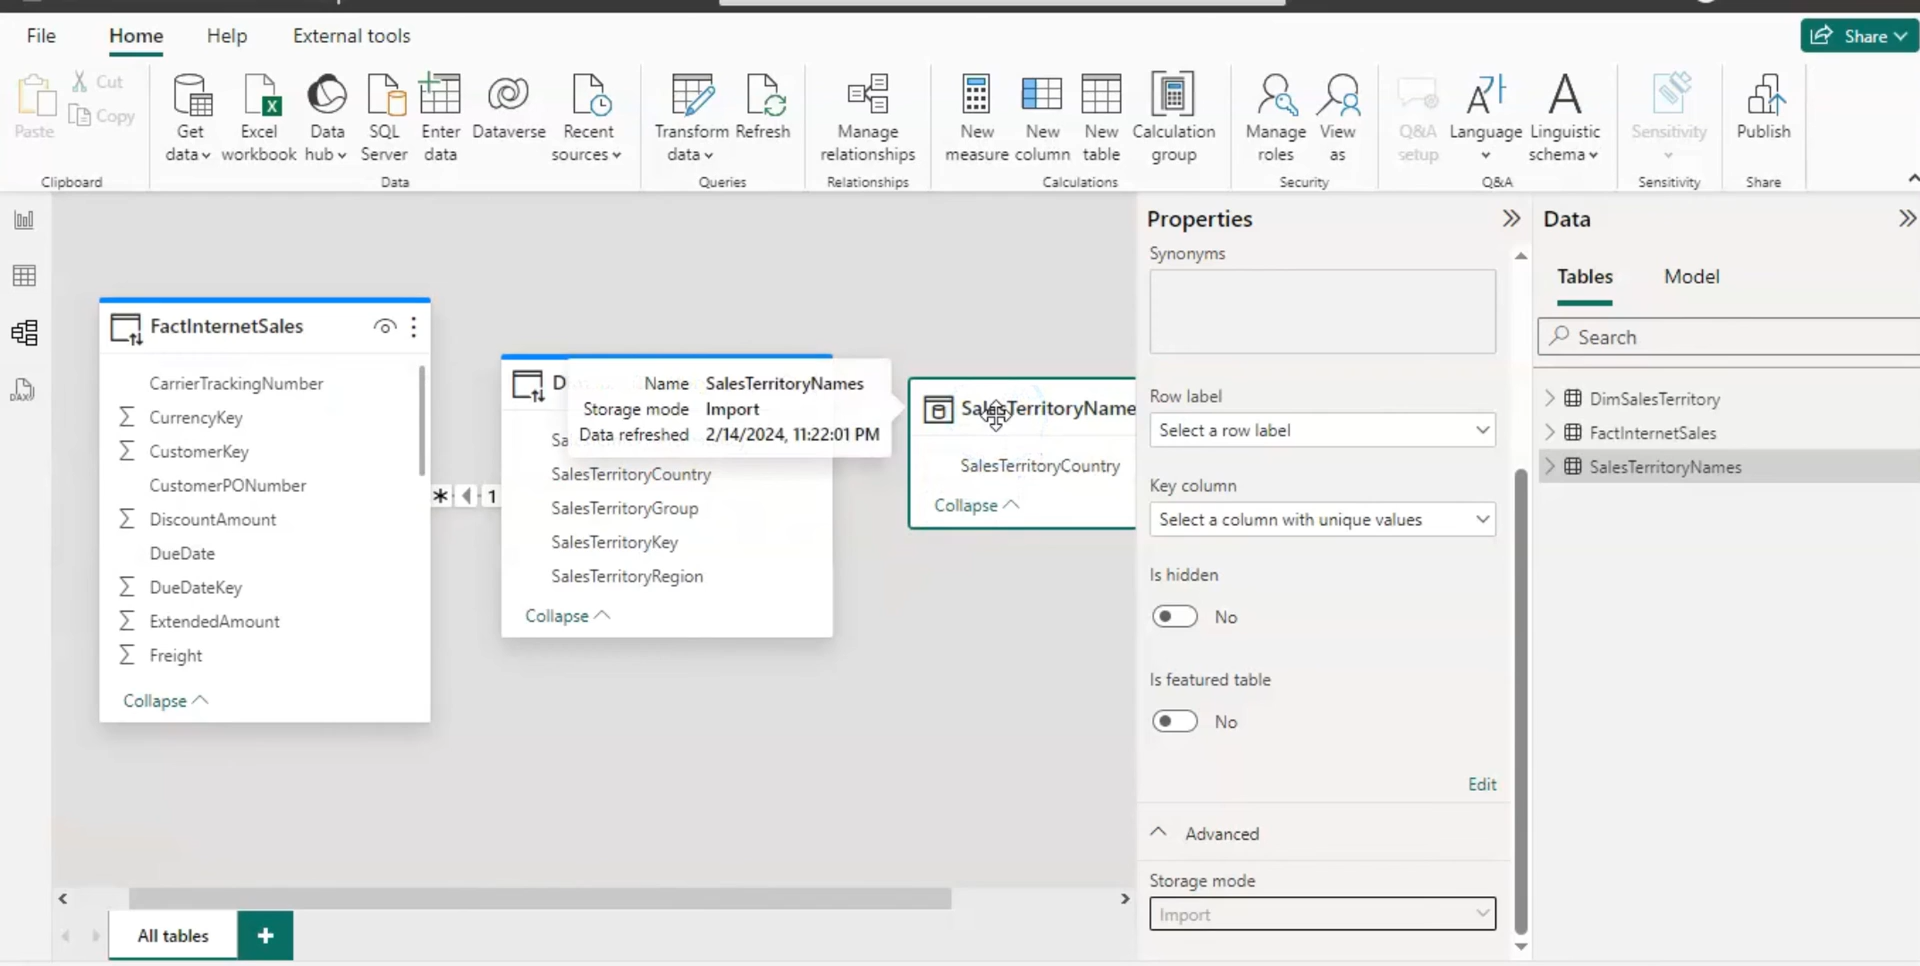 File
Home
Help
External tools
Share
Paste
Cut
Copy
Clipboard
Get data
Excel workbook
Data hub
SQL Server
Enter data
Dataverse
Recent sources
Data
Transform data
Refresh
Queries
Manage relationships
Relationships
New measure
New column
New table
Calculation group
Calculations
Manage roles
View as
Security
Q&A setup
Language
Linguistic schema
Q&A
Sensitivity
Sensitivity
Publish
Share
FactInternetSales
CarrierTrackingNumber
CurrencyKey
CustomerKey
CustomerPONumber
DiscountAmount
DueDate
DueDateKey
ExtendedAmount
Freight
Collapse
* 1
Name SalesTerritoryNames
Storage mode Import
Data refreshed 2/14/2024, 11:22:01 PM
SalesTerritoryCountry
SalesTerritoryGroup
SalesTerritoryKey
SalesTerritoryRegion
Collapse
SalesTerritoryName
SalesTerritoryCountry
Collapse
All tables
+
Properties
Synonyms
Row label
Select a row label
Key column
Select a column with unique values
Is hidden
No
Is featured table
No
Edit
Advanced
Storage mode
Import
Data
Tables
Model
Search
DimSalesTerritory
FactInternetSales
SalesTerritoryNames